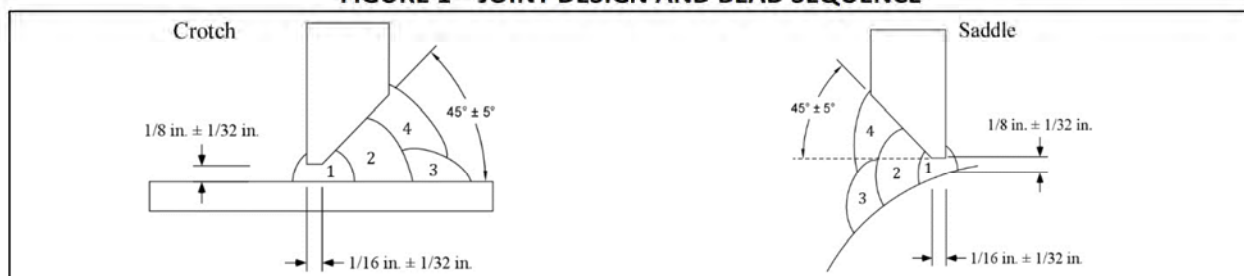 FIGURE 1 – JOINT DESIGN AND BEAD SEQUENCE
Crotch
45° ± 5°
1/8 in. ± 1/32 in.
4
2
3
1
1/16 in. ± 1/32 in.
Saddle
45° ± 5°
1/8 in. ± 1/32 in.
4
2
1
3
1/16 in. ± 1/32 in.